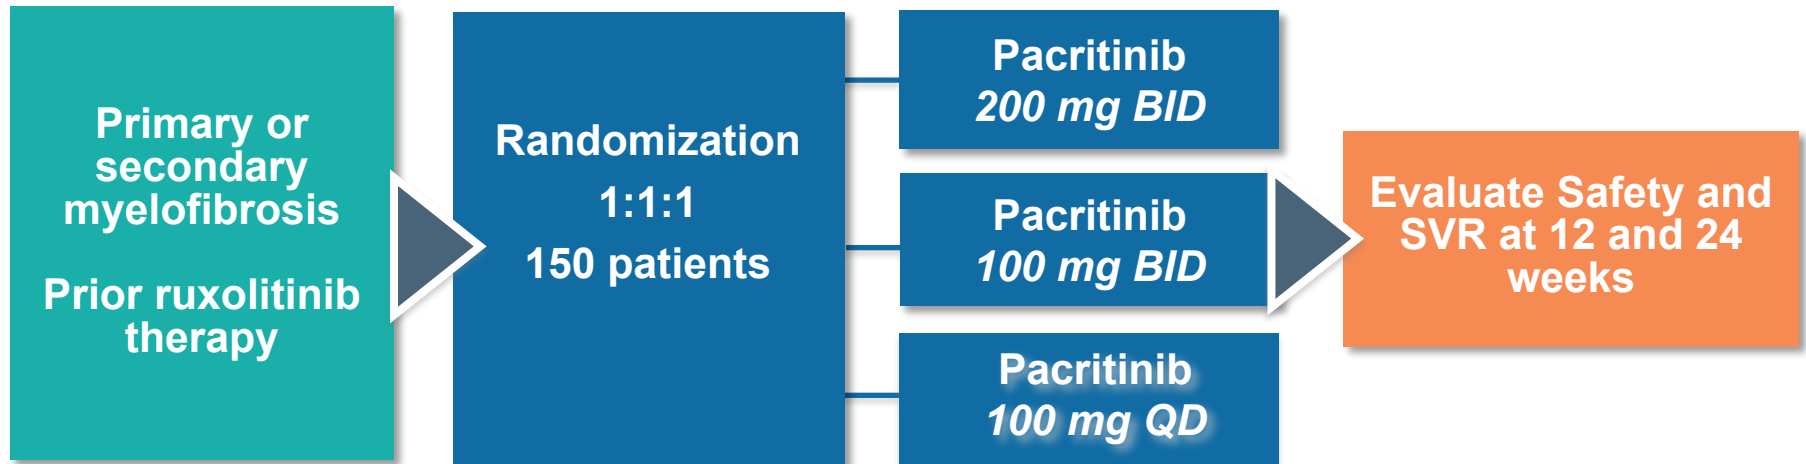 Primary or
secondary
myelofibrosis
Prior ruxolitinib
therapy
Randomization
1:1:1
150 patients
Pacritinib
200 mg BID
Pacritinib
100 mg BID
Pacritinib
100 mg QD
Evaluate Safety and
SVR at 12 and 24
weeks